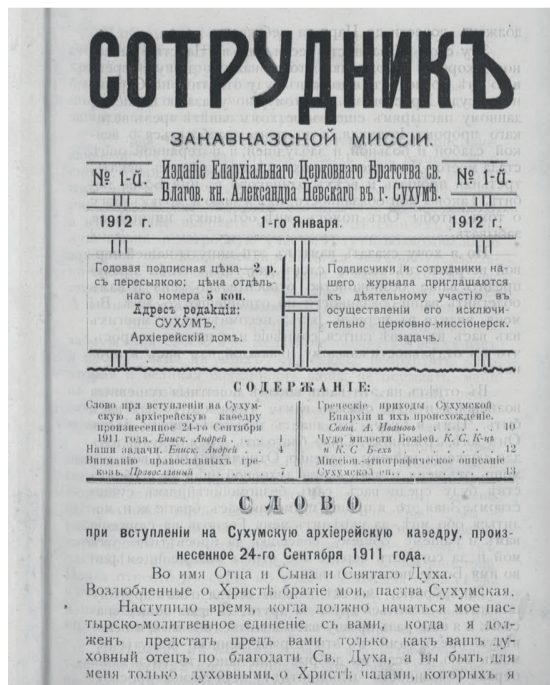 СОТРУДНИКЪ
ЗАКАВКАЗСКОЙ МИССІИ.
№ 1-й.
Изданіе Епархіальнаго Церковнаго Братства св.
Благов. кн. Александра Невскаго въ г. Сухумѣ.
№ 1-й.
1912 г.
1-го Января.
1912 г.
Годовая подписная цѣна 2 р.
съ пересылкою; цѣна отдѣль-
наго номера 5 коп.
Адресъ редакціи:
СУХУМЪ,
Архіерейскій домъ.
Подписчики и сотрудники на-
шего журнала приглашаются
къ дѣятельному участію въ
осуществленіи его исключи-
тельно церковно-миссіонерск.
задачъ.
СОДЕРЖАНІЕ:
Слово при вступленіи на Сухум-
скую архіерейскую каѳедру
произнесенное 24-го Сентября
1911 года. Еписк. Андрей . . .
Наши задачи. Еписк. Андрей . . 4
Вниманію православныхъ гре-
ковъ. Православный . . . . 7
Греческіе приходы Сухумской
Епархіи и ихъ происхожденіе.
Свящ. А. Ивановъ . . . . . 10
Чудо милости Божіей. К. С. К-цъ
и К. С Б-ехъ . . . . . 12
Миссіон.-этнографическое описаніе
Сухумской еп. . . . . . 13
СЛОВО
при вступленіи на Сухумскую архіерейскую каѳедру, произ-
несенное 24-го Сентября 1911 года.
Во имя Отца и Сына и Святаго Духа.
Возлюбленные о Христѣ братіе мои, паства Сухумская.
Наступило время, когда должно начаться мое пас-
тырско-молитвенное единеніе съ вами, когда я дол-
женъ предстать предъ вами только какъ вашъ ду-
ховный отецъ по благодати Св. Духа, а вы быть для
меня только духовными, о Христѣ чадами, которыхъ я